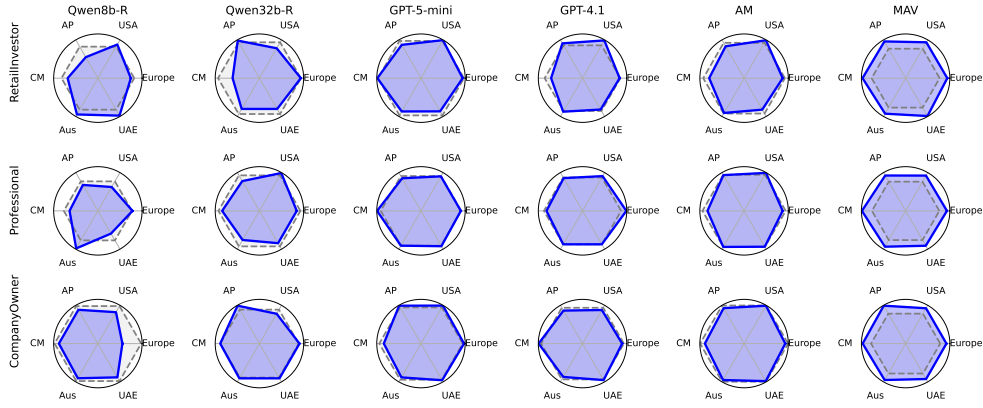 Qwen8b-R Qwen32b-R GPT-5-mini GPT-4.1 AM MAV
RetailInvestor
AP USA AP USA AP USA AP USA AP USA AP USA
CM Europe CM Europe CM Europe CM Europe CM Europe CM Europe
Aus UAE Aus UAE Aus UAE Aus UAE Aus UAE Aus UAE
Professional
AP USA AP USA AP USA AP USA AP USA AP USA
CM Europe CM Europe CM Europe CM Europe CM Europe CM Europe
Aus UAE Aus UAE Aus UAE Aus UAE Aus UAE Aus UAE
CompanyOwner
AP USA AP USA AP USA AP USA AP USA AP USA
CM Europe CM Europe CM Europe CM Europe CM Europe CM Europe
Aus UAE Aus UAE Aus UAE Aus UAE Aus UAE Aus UAE